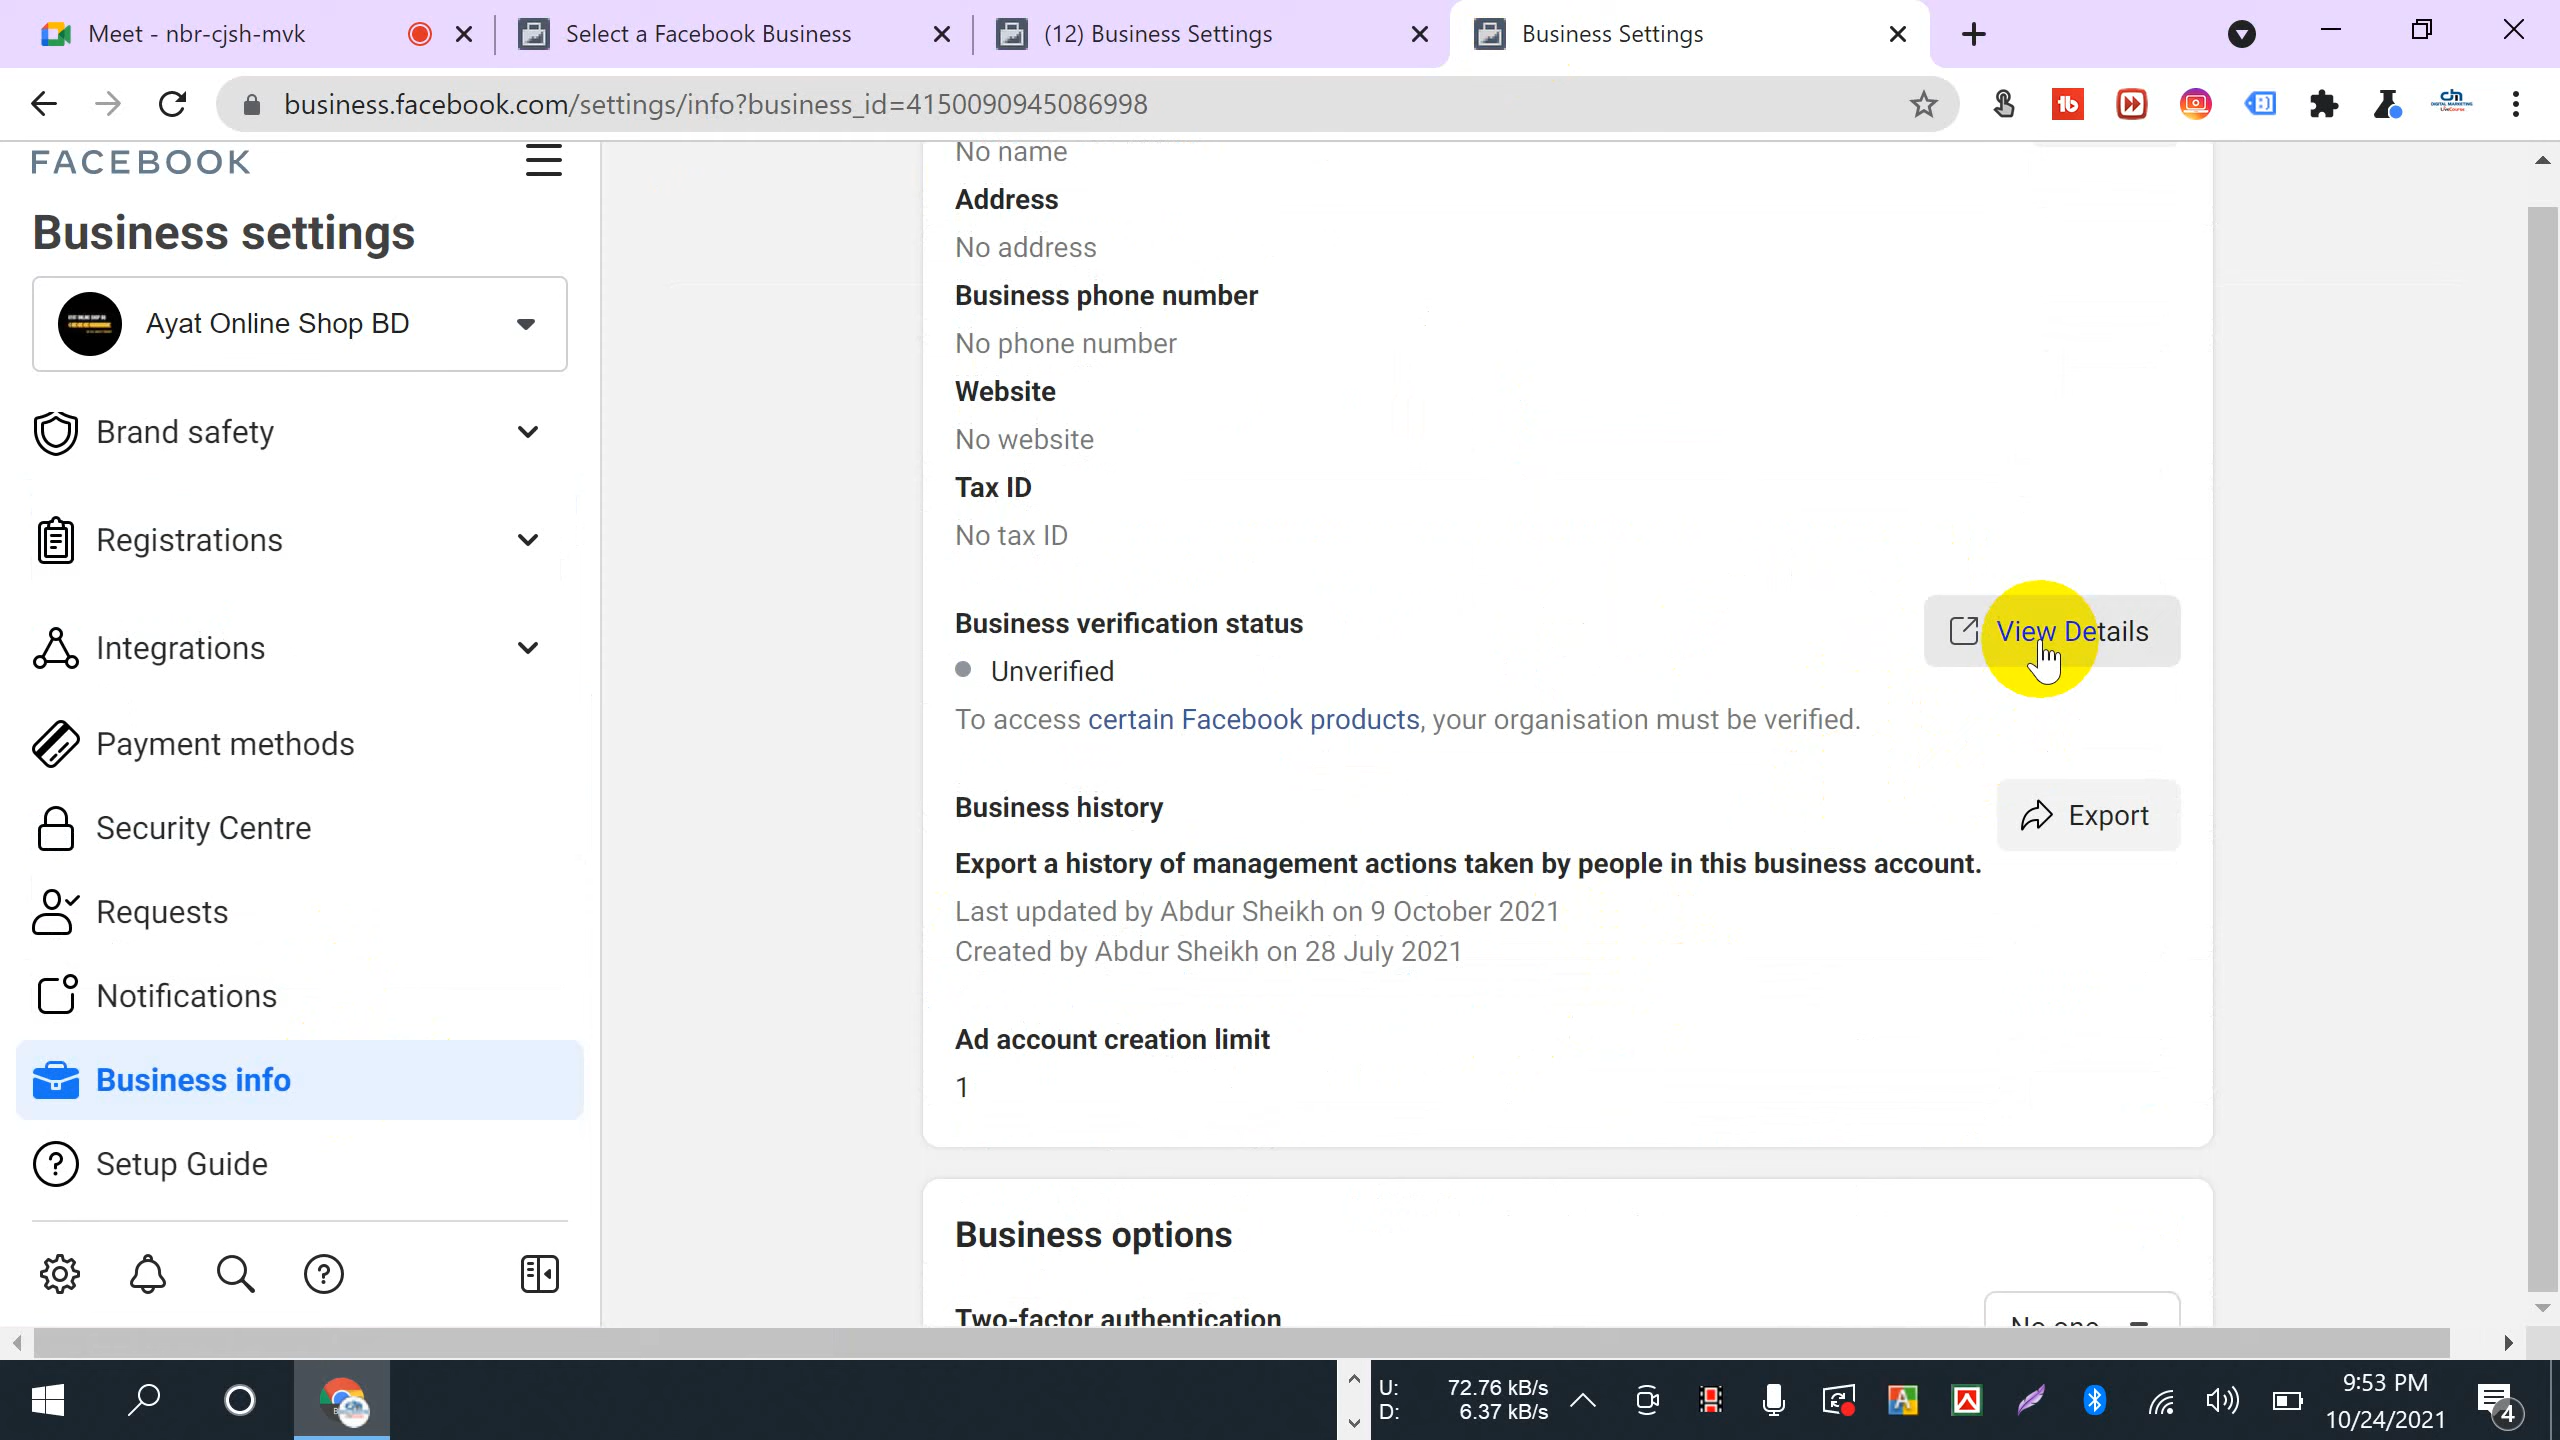 Meet - nbr-cjsh-mvk
Select a Facebook Business
(12) Business Settings
Business Settings
business.facebook.com/settings/info?business_id=4150090945086998
FACEBOOK
Business settings
Ayat Online Shop BD
Brand safety
Registrations
Integrations
Payment methods
Security Centre
Requests
Notifications
Business info
Setup Guide
No name
Address
No address
Business phone number
No phone number
Website
No website
Tax ID
No tax ID
Business verification status
View Details
Unverified
To access certain Facebook products, your organisation must be verified.
Business history
Export
Export a history of management actions taken by people in this business account.
Last updated by Abdur Sheikh on 9 October 2021
Created by Abdur Sheikh on 28 July 2021
Ad account creation limit
1
Business options
Two-factor authentication
No one
U: 72.76 kB/s
D: 6.37 kB/s
9:53 PM
10/24/2021
4